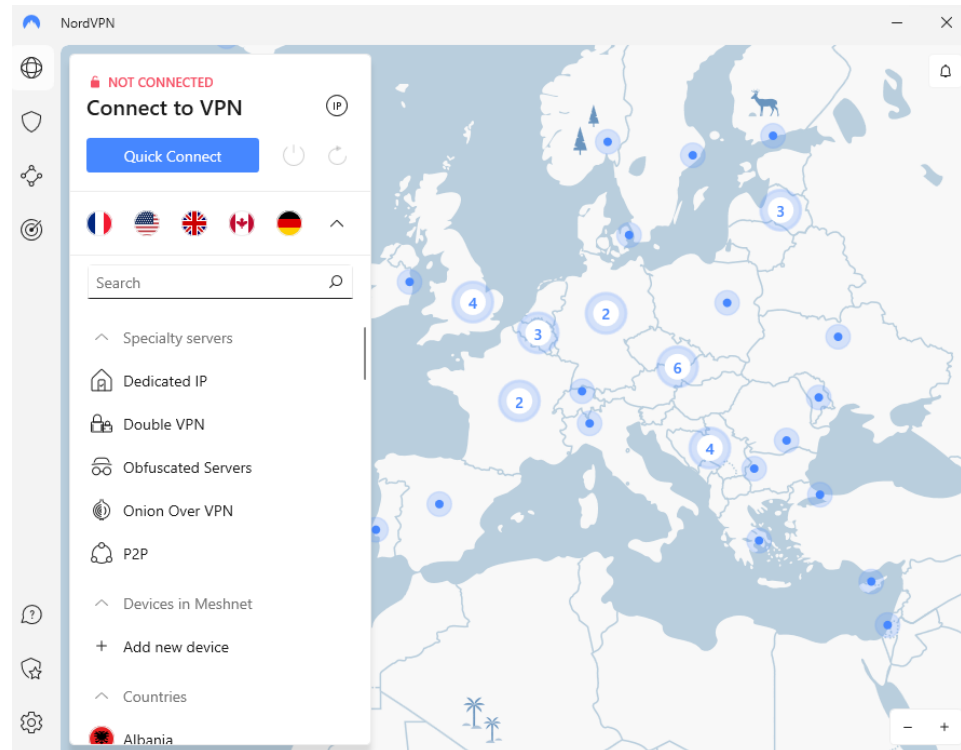 NordVPN
NOT CONNECTED
Connect to VPN
IP
Quick Connect
Search
Specialty servers
Dedicated IP
Double VPN
Obfuscated Servers
Onion Over VPN
P2P
Devices in Meshnet
+ Add new device
Countries
Albania
3
4
2
3
6
2
4
- +